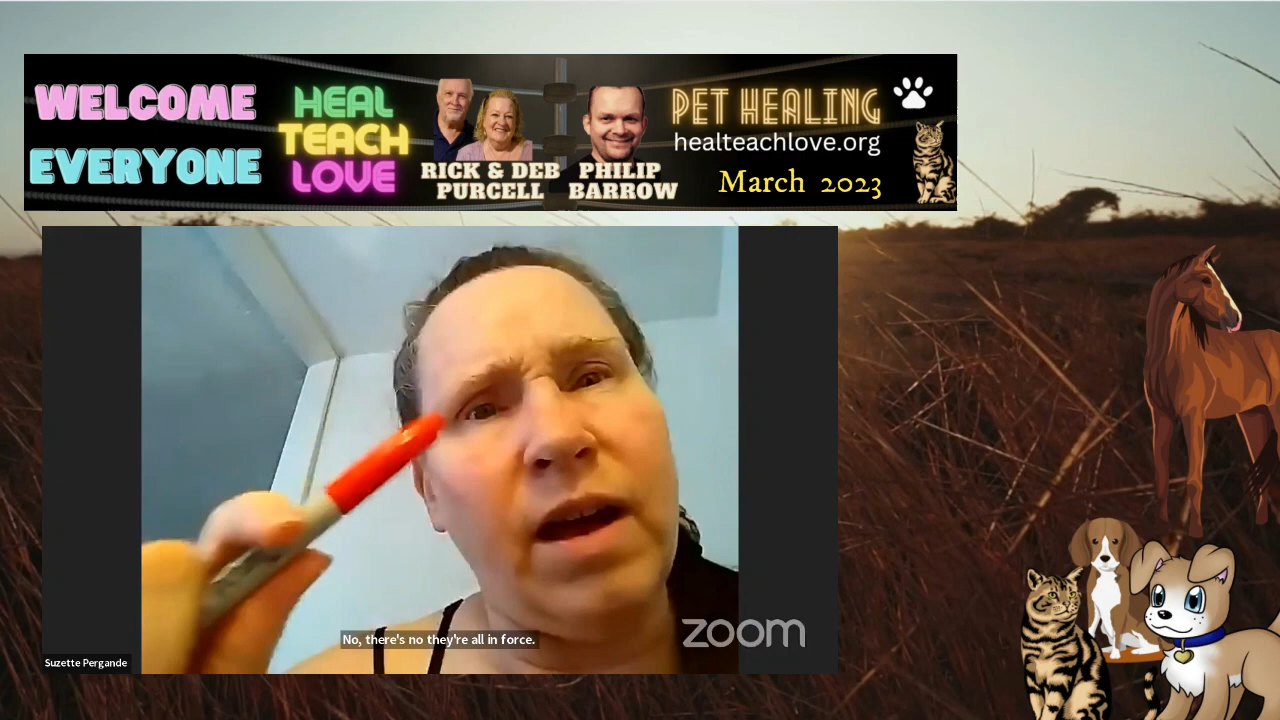 WELCOME
EVERYONE
HEAL
TEACH
LOVE
RICK & DEB
PURCELL
PHILIP
BARROW
PET HEALING
healteachlove.org
March 2023
No, there's no they're all in force.
zoom
Suzette Pergande